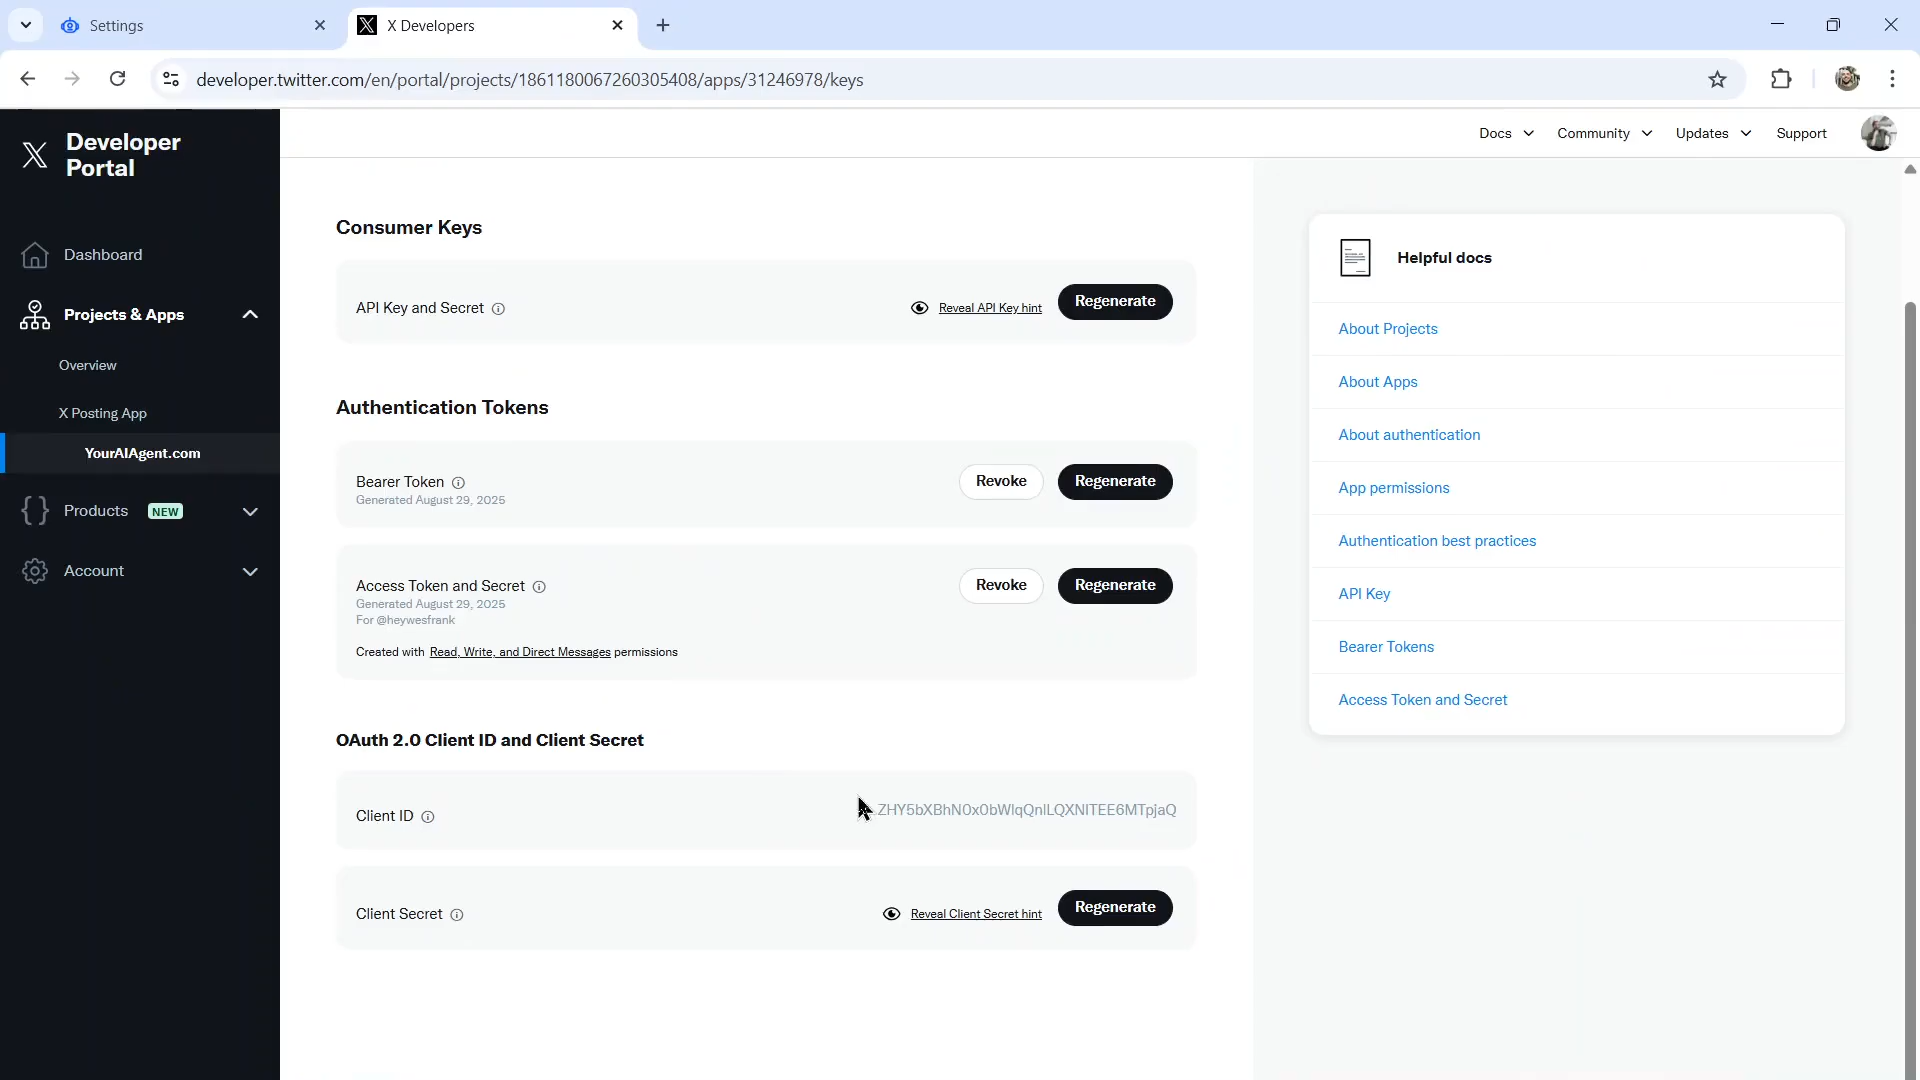 Settings
X Developers
developer.twitter.com/en/portal/projects/1861180067260305408/apps/31246978/keys
Developer
Portal
Docs
Community
Updates
Support
Dashboard
Projects & Apps
Overview
X Posting App
YourAIAgent.com
Products
NEW
Account
Consumer Keys
API Key and Secret
Reveal API Key hint
Regenerate
Authentication Tokens
Bearer Token
Generated August 29, 2025
Revoke
Regenerate
Access Token and Secret
Generated August 29, 2025
For @heywesfrank
Created with Read, Write, and Direct Messages permissions
Revoke
Regenerate
OAuth 2.0 Client ID and Client Secret
Client ID
Client Secret
Reveal Client Secret hint
Regenerate
Helpful docs
About Projects
About Apps
About authentication
App permissions
Authentication best practices
API Key
Bearer Tokens
Access Token and Secret